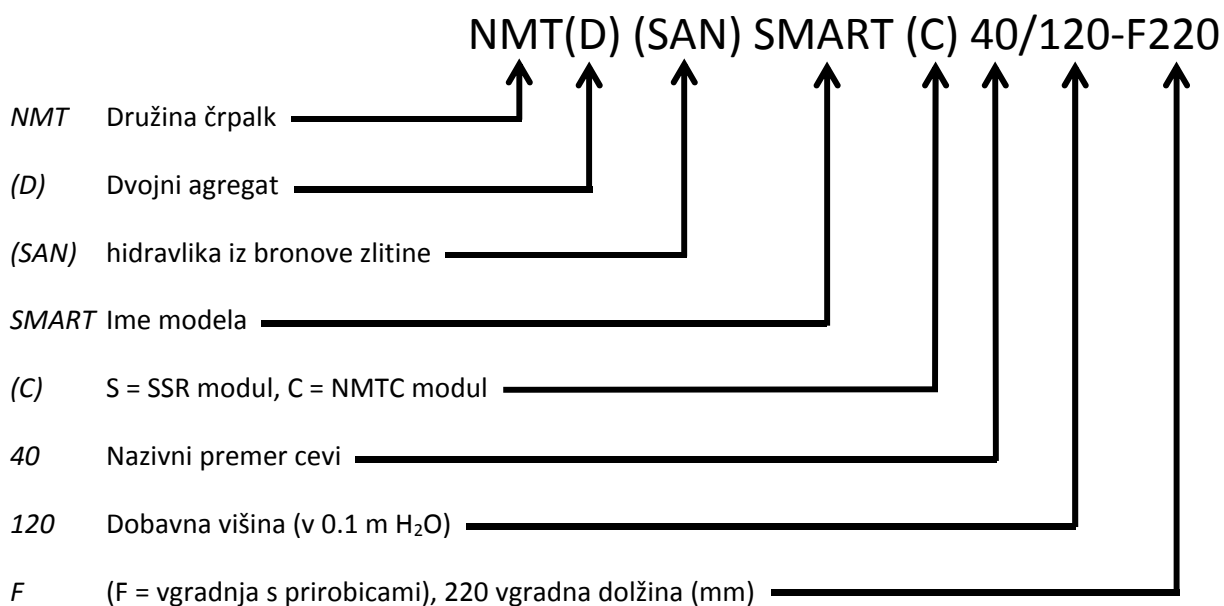 NMT(D) (SAN) SMART (C) 40/120-F220
NMT Družina črpalk
(D) Dvojni agregat
(SAN) hidravlika iz bronove zlitine
SMART Ime modela
(C) S = SSR modul, C = NMTC modul
40 Nazivni premer cevi
120 Dobavna višina (v 0.1 m H₂O)
F (F = vgradnja s prirobicami), 220 vgradna dolžina (mm)